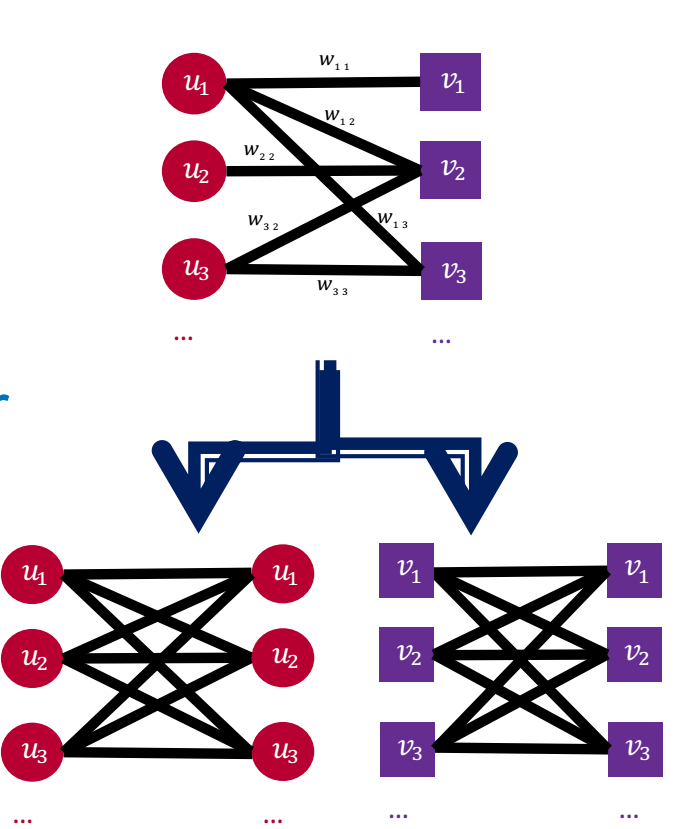 w₁₁
u₁ v₁
w₁₂
w₂₂
u₂ v₂
w₃₂ w₁₃
u₃ v₃
w₃₃
... ...
u₁ u₁ v₁ v₁
u₂ u₂ v₂ v₂
u₃ u₃ v₃ v₃
... ... ... ...